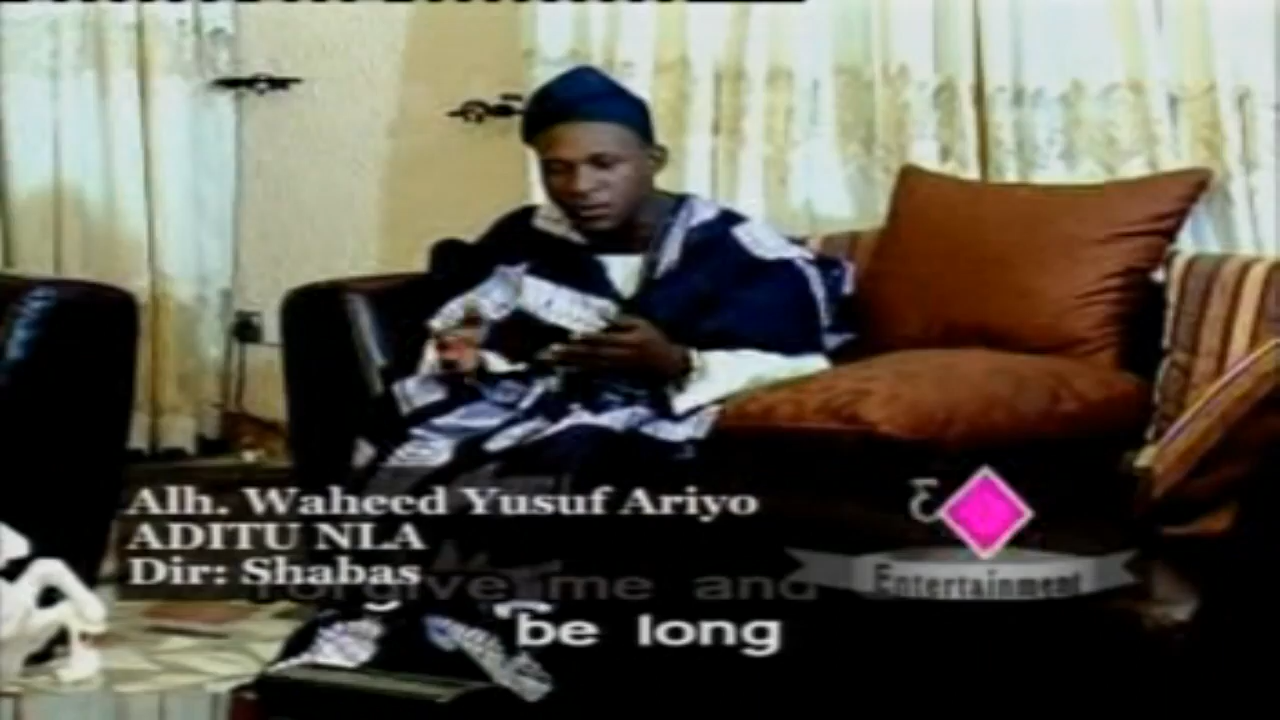 Alh. Waheed Yusuf Ariyo
ADITU NLA
Dir: Shabas
forgive me and
be long
Entertainment